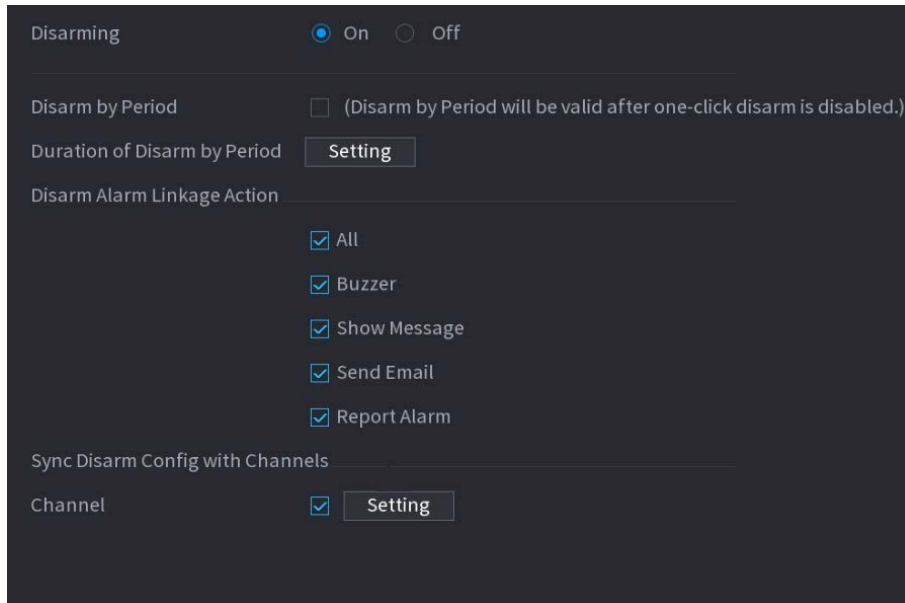 Disarming On Off
Disarm by Period (Disarm by Period will be valid after one-click disarm is disabled.)
Duration of Disarm by Period Setting
Disarm Alarm Linkage Action
All
Buzzer
Show Message
Send Email
Report Alarm
Sync Disarm Config with Channels
Channel Setting